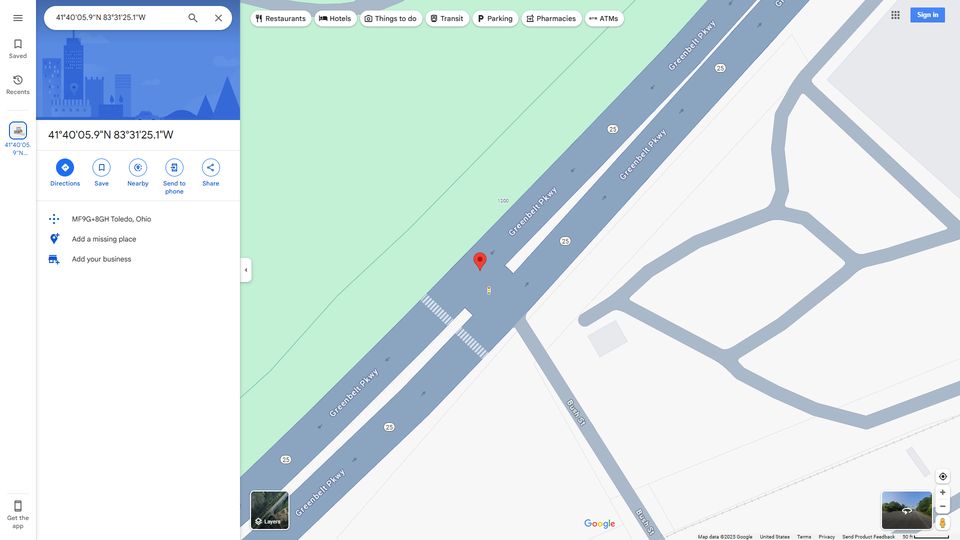 41°40'05.9"N 83°31'25.1"W
Restaurants
Hotels
Things to do
Transit
Parking
Pharmacies
ATMs
Sign in
Saved
Recents
41°40'05.
9"N...
41°40'05.9"N 83°31'25.1"W
Directions
Save
Nearby
Send to
phone
Share
MF9G+8GH Toledo, Ohio
Add a missing place
Add your business
Get the
app
Greenbelt Pkwy
25
25
Greenbelt Pkwy
1200
Greenbelt Pkwy
25
Greenbelt Pkwy
25
Bush St
25
Greenbelt Pkwy
Bush St
Layers
Google
Map data ©2025 Google
United States
Terms
Privacy
Send Product Feedback
50 ft